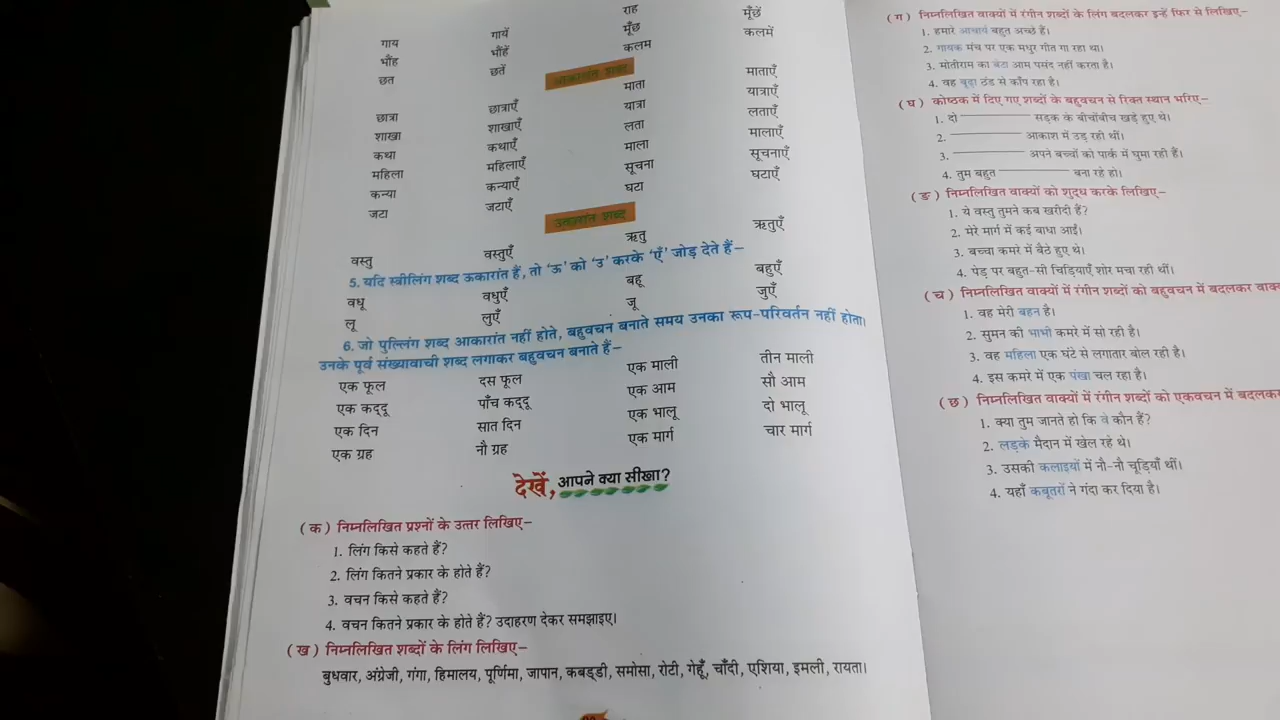 राह मूँछें
गाय गायें मूँछ कलमें
भौंह भौंहें कलम
छत छतें
आकारांत शब्द
माता माताएँ
छात्रा छात्राएँ यात्रा यात्राएँ
शाखा शाखाएँ लता लताएँ
कथा कथाएँ माला मालाएँ
महिला महिलाएँ सूचना सूचनाएँ
कन्या कन्याएँ घटा घटाएँ
जटा जटाएँ
उकारांत शब्द
वस्तु वस्तुएँ ऋतु ऋतुएँ
5. यदि स्त्रीलिंग शब्द ऊकारांत हैं, तो ‘ऊ’ को ‘उ’ करके ‘एँ’ जोड़ देते हैं–
वधू वधुएँ बहू बहुएँ
लू लुएँ जू जुएँ
6. जो पुल्लिंग शब्द आकारांत नहीं होते, बहुवचन बनाते समय उनका रूप-परिवर्तन नहीं होता।
उनके पूर्व संख्यावाची शब्द लगाकर बहुवचन बनाते हैं–
एक फूल दस फूल एक माली तीन माली
एक कद्दू पाँच कद्दू एक आम सौ आम
एक दिन सात दिन एक भालू दो भालू
एक ग्रह नौ ग्रह एक मार्ग चार मार्ग
देखें, आपने क्या सीखा?
(क) निम्नलिखित प्रश्नों के उत्तर लिखिए–
1. लिंग किसे कहते हैं?
2. लिंग कितने प्रकार के होते हैं?
3. वचन किसे कहते हैं?
4. वचन कितने प्रकार के होते हैं? उदाहरण देकर समझाइए।
(ख) निम्नलिखित शब्दों के लिंग लिखिए–
बुधवार, अंग्रेजी, गंगा, हिमालय, पूर्णिमा, जापान, कबड्डी, समोसा, रोटी, गेहूँ, चाँदी, एशिया, इमली, रायता।
(ग) निम्नलिखित वाक्यों में रंगीन शब्दों के लिंग बदलकर इन्हें फिर से लिखिए–
1. हमारे आचार्य बहुत अच्छे हैं।
2. गायक मंच पर एक मधुर गीत गा रहा था।
3. मोतीराम का बेटा आम पसंद नहीं करता है।
4. वह बूढ़ा ठंड से काँप रहा है।
(घ) कोष्ठक में दिए गए शब्दों के बहुवचन से रिक्त स्थान भरिए–
1. दो ________ सड़क के बीचोंबीच खड़े हुए थे।
2. ________ आकाश में उड़ रही थीं।
3. ________ अपने बच्चों को पार्क में घुमा रही हैं।
4. तुम बहुत ________ बना रहे हो।
(ङ) निम्नलिखित वाक्यों को शुद्ध करके लिखिए–
1. ये वस्तु तुमने कब खरीदी हैं?
2. मेरे मार्ग में कई बाधा आईं।
3. बच्चा कमरे में बैठे हुए थे।
4. पेड़ पर बहुत-सी चिड़ियाएँ शोर मचा रही थीं।
(च) निम्नलिखित वाक्यों में रंगीन शब्दों को बहुवचन में बदलकर
1. वह मेरी बहन है।
2. सुमन की भाभी कमरे में सो रही है।
3. वह महिला एक घंटे से लगातार बोल रही है।
4. इस कमरे में एक पंखा चल रहा है।
(छ) निम्नलिखित वाक्यों में रंगीन शब्दों को एकवचन में बदलकर
1. क्या तुम जानते हो कि वे कौन हैं?
2. लड़के मैदान में खेल रहे थे।
3. उसकी कलाइयों में नौ-नौ चूड़ियाँ थीं।
4. यहाँ कबूतरों ने गंदा कर दिया है।